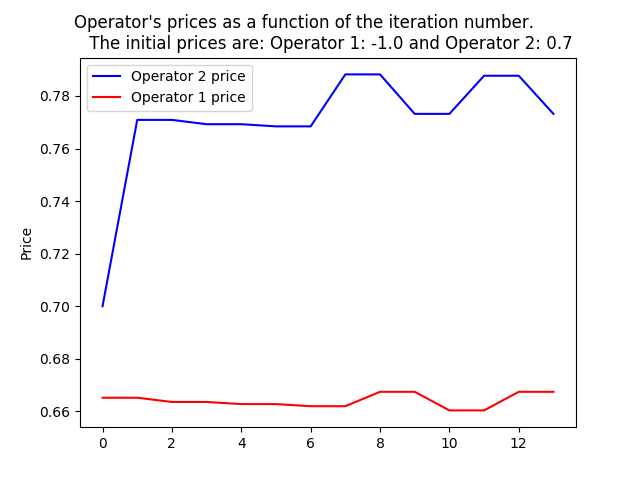 Operator's prices as a function of the iteration number.
The initial prices are: Operator 1: -1.0 and Operator 2: 0.7
Operator 2 price
Operator 1 price
Price
0.78
0.76
0.74
0.72
0.70
0.68
0.66
0 2 4 6 8 10 12